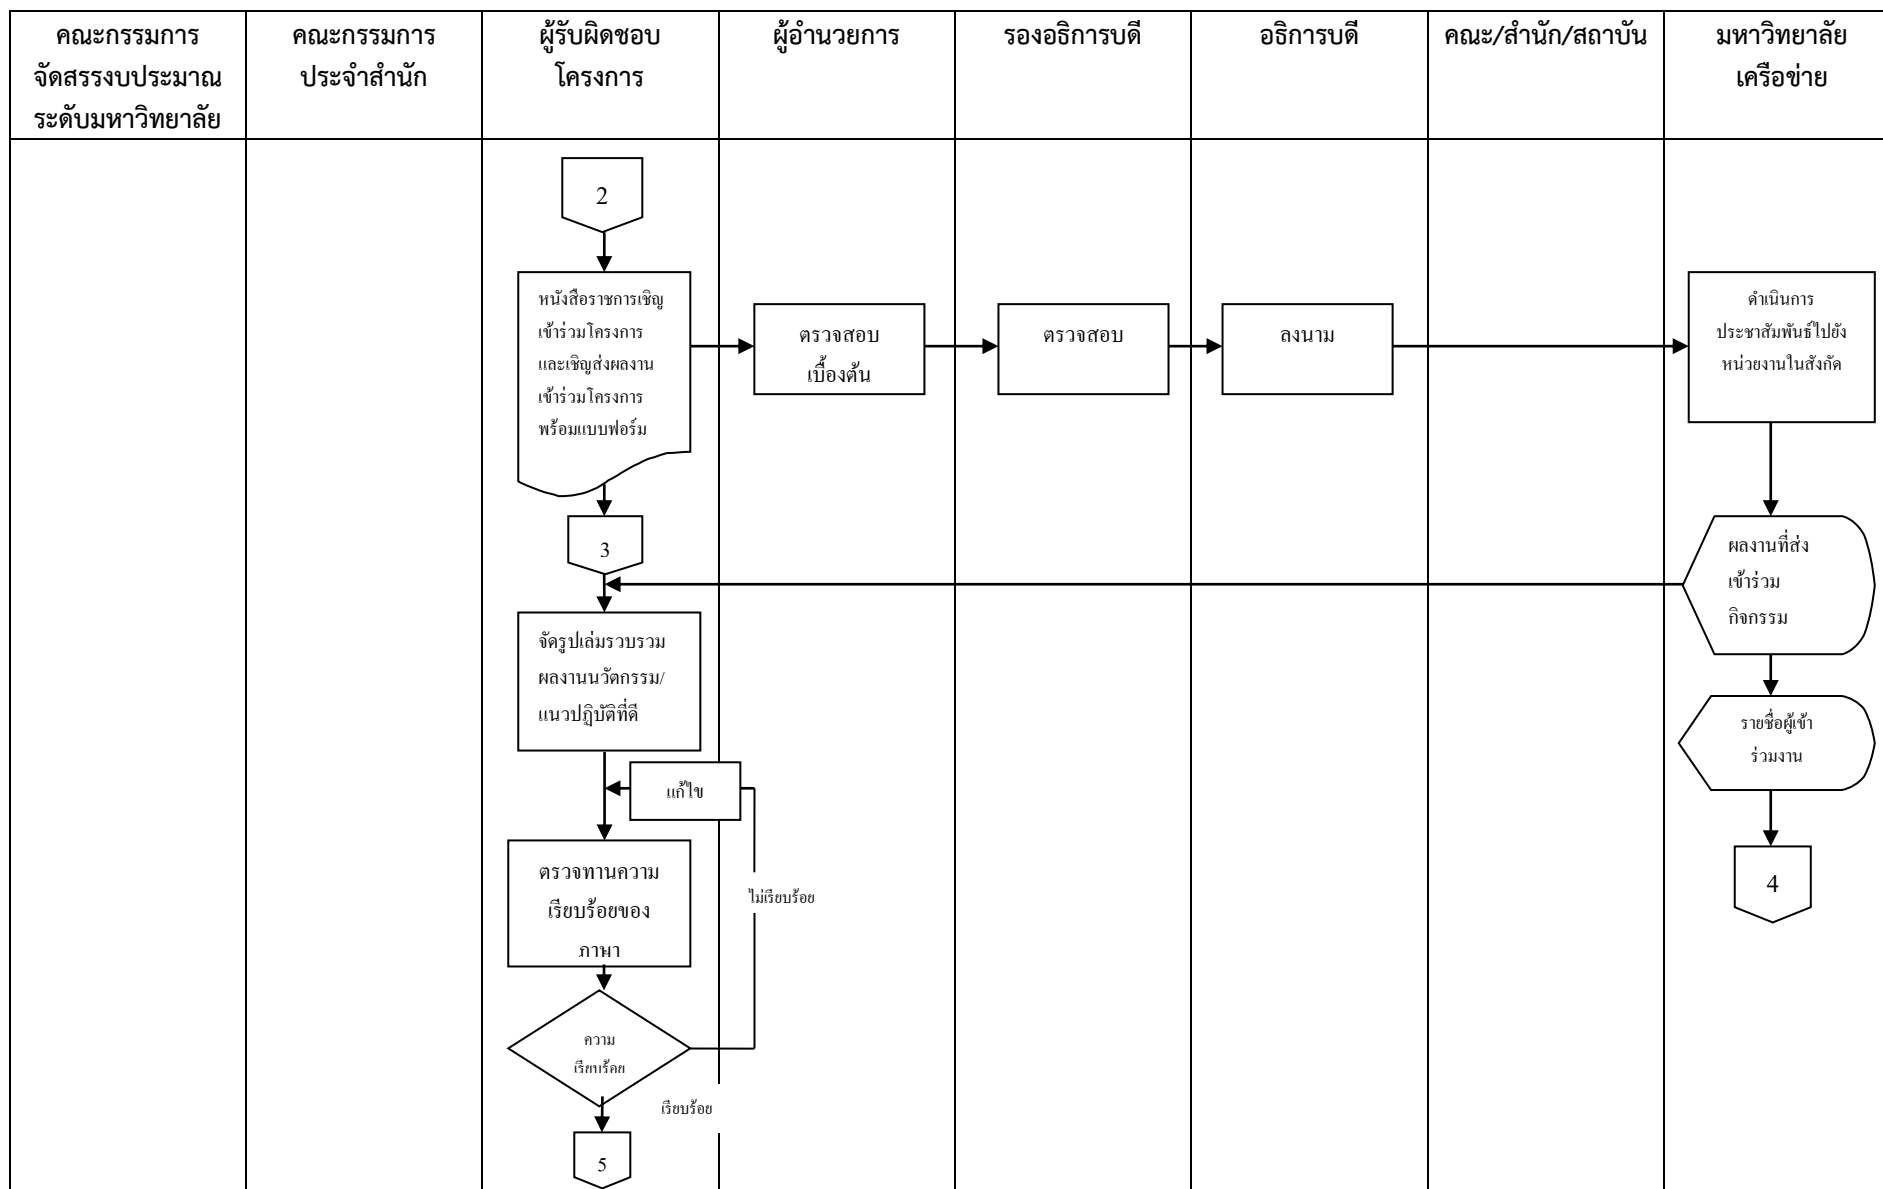 คณะกรรมการ
จัดสรรงบประมาณ
ระดับมหาวิทยาลัย
คณะกรรมการ
ประจำสำนัก
ผู้รับผิดชอบ
โครงการ
ผู้อำนวยการ
รองอธิการบดี
อธิการบดี
คณะ/สำนัก/สถาบัน
มหาวิทยาลัย
เครือข่าย
2
หนังสือราชการเชิญ
เข้าร่วมโครงการ
และเชิญส่งผลงาน
เข้าร่วมโครงการ
พร้อมแบบฟอร์ม
ตรวจสอบ
เบื้องต้น
ตรวจสอบ
ลงนาม
ดำเนินการ
ประชาสัมพันธ์ไปยัง
หน่วยงานในสังกัด
3
ผลงานที่ส่ง
เข้าร่วม
กิจกรรม
จัดรูปเล่มรวบรวม
ผลงานนวัตกรรม/
แนวปฏิบัติที่ดี
รายชื่อผู้เข้า
ร่วมงาน
แก้ไข
ตรวจทานความ
เรียบร้อยของ
ภาษา
ไม่เรียบร้อย
4
ความ
เรียบร้อย
เรียบร้อย
5